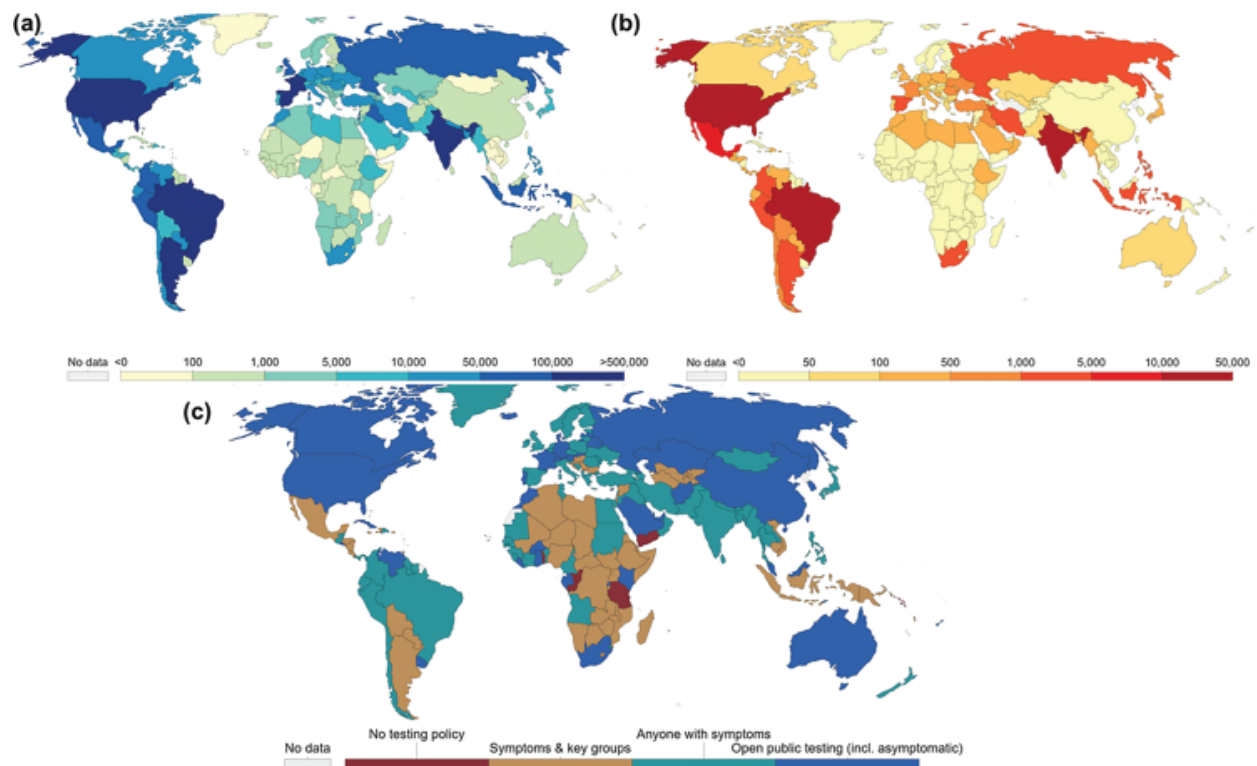 (a)
(b)
No data <0 100 1,000 5,000 10,000 50,000 100,000 >500,000
No data <0 50 100 500 1,000 5,000 10,000 50,000
(c)
No testing policy Anyone with symptoms
No data Symptoms & key groups Open public testing (incl. asymptomatic)